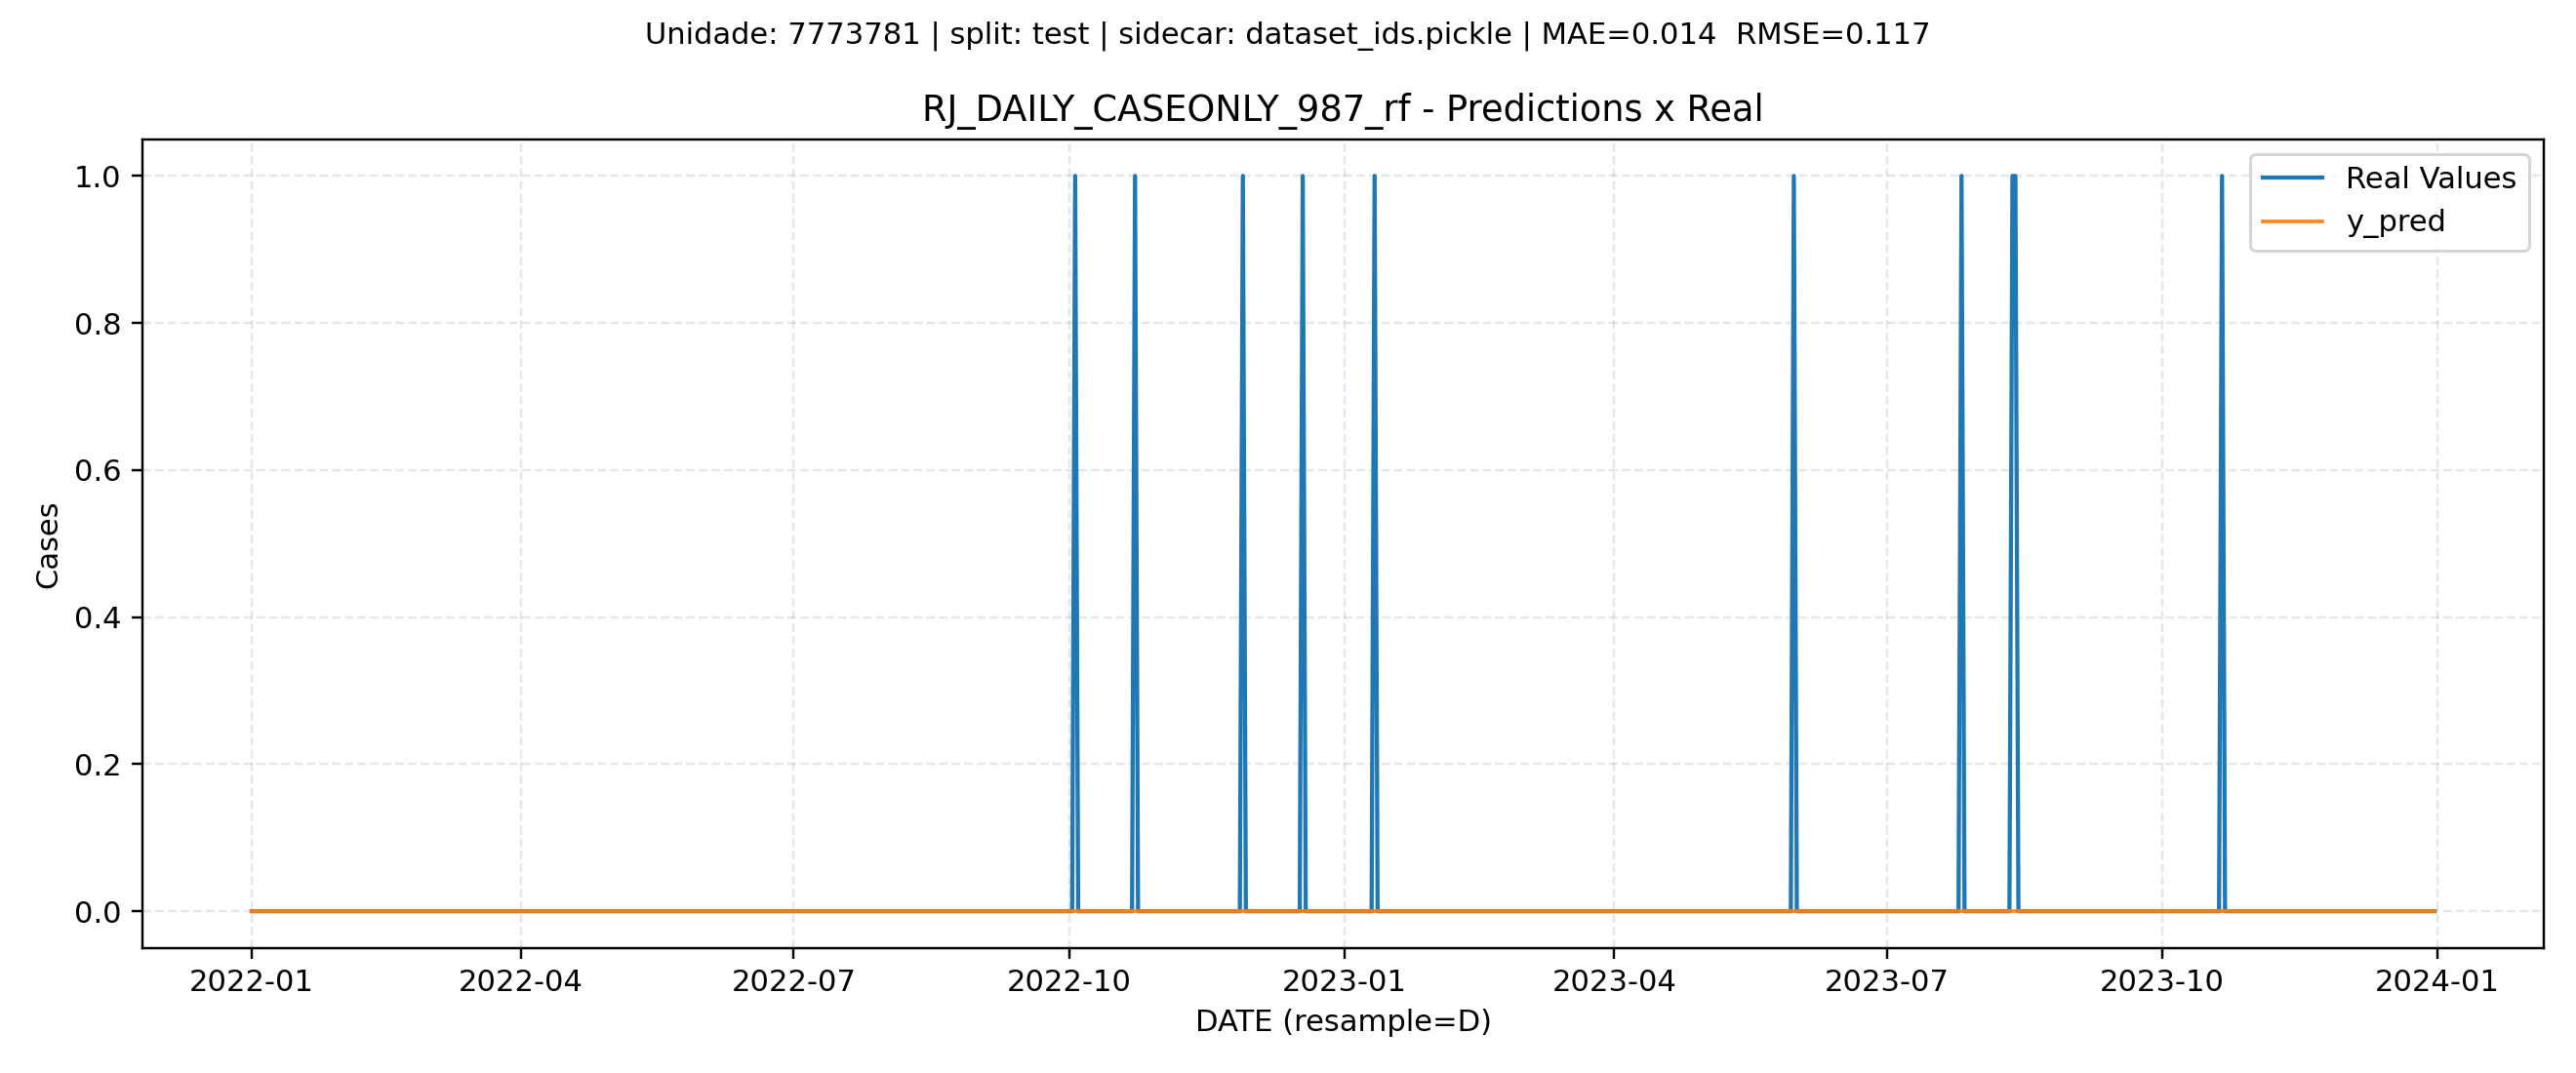 Unidade: 7773781 | split: test | sidecar: dataset_ids.pickle | MAE=0.014  RMSE=0.117
RJ_DAILY_CASEONLY_987_rf - Predictions x Real
Real Values
y_pred
1.0
0.8
0.6
0.4
0.2
0.0
Cases
2022-01
2022-04
2022-07
2022-10
2023-01
2023-04
2023-07
2023-10
2024-01
DATE (resample=D)